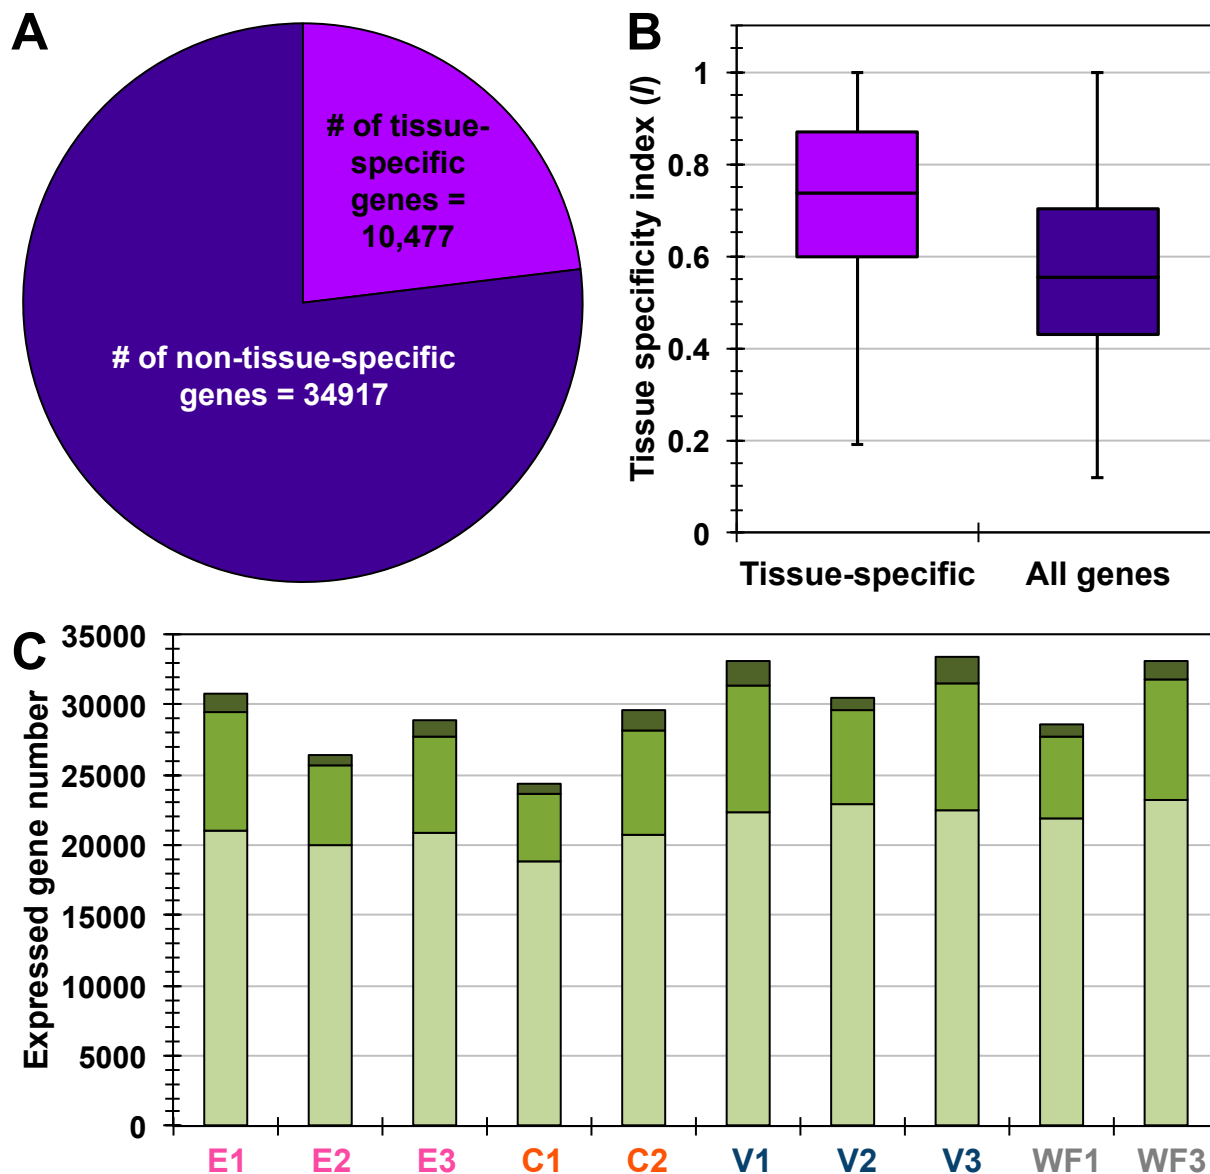 A
# of tissue-
specific
genes =
10,477
# of non-tissue-specific
genes = 34917
B
Tissue specificity index (I)
1
0.8
0.6
0.4
0.2
0
Tissue-specific
All genes
C
Expressed gene number
35000
30000
25000
20000
15000
10000
5000
0
E1
E2
E3
C1
C2
V1
V2
V3
WF1
WF3